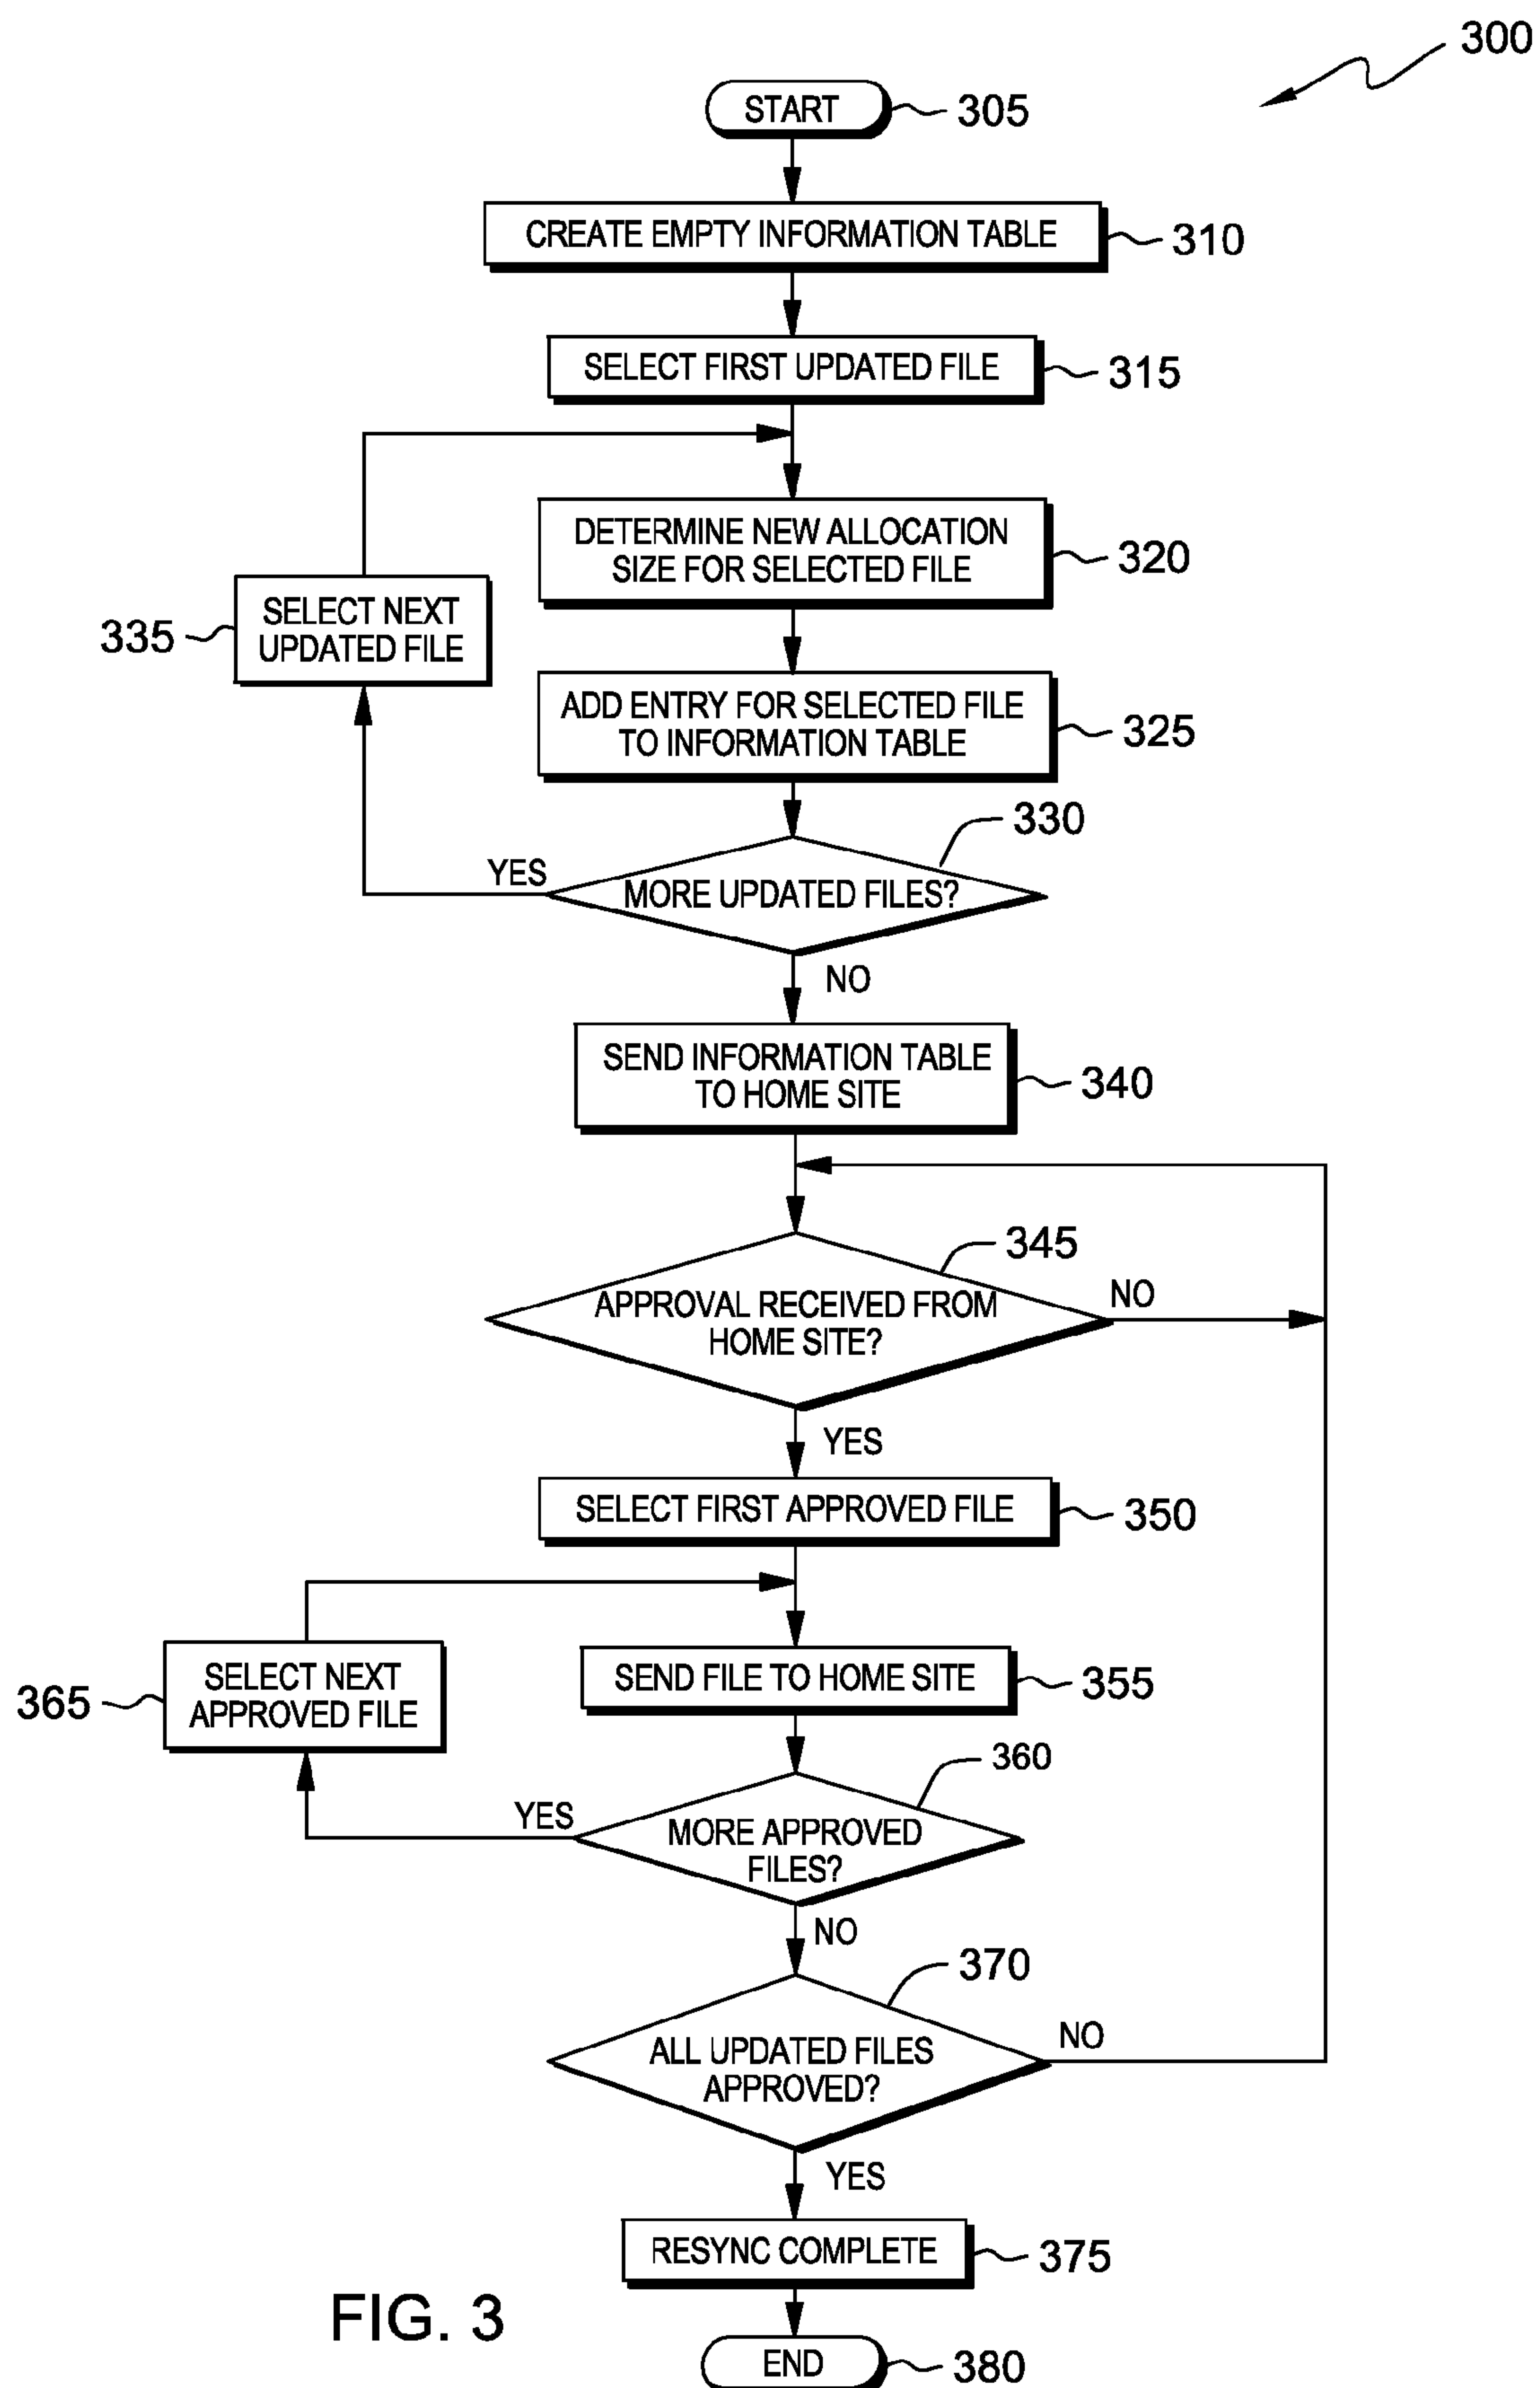 300
START
305
CREATE EMPTY INFORMATION TABLE
310
SELECT FIRST UPDATED FILE
315
DETERMINE NEW ALLOCATION
SIZE FOR SELECTED FILE
320
SELECT NEXT
UPDATED FILE
335
ADD ENTRY FOR SELECTED FILE
TO INFORMATION TABLE
325
330
YES
MORE UPDATED FILES?
NO
SEND INFORMATION TABLE
TO HOME SITE
340
345
APPROVAL RECEIVED FROM
HOME SITE?
NO
YES
SELECT FIRST APPROVED FILE
350
SELECT NEXT
APPROVED FILE
365
SEND FILE TO HOME SITE
355
360
YES
MORE APPROVED
FILES?
NO
370
ALL UPDATED FILES
APPROVED?
NO
YES
RESYNC COMPLETE
375
FIG. 3
END
380